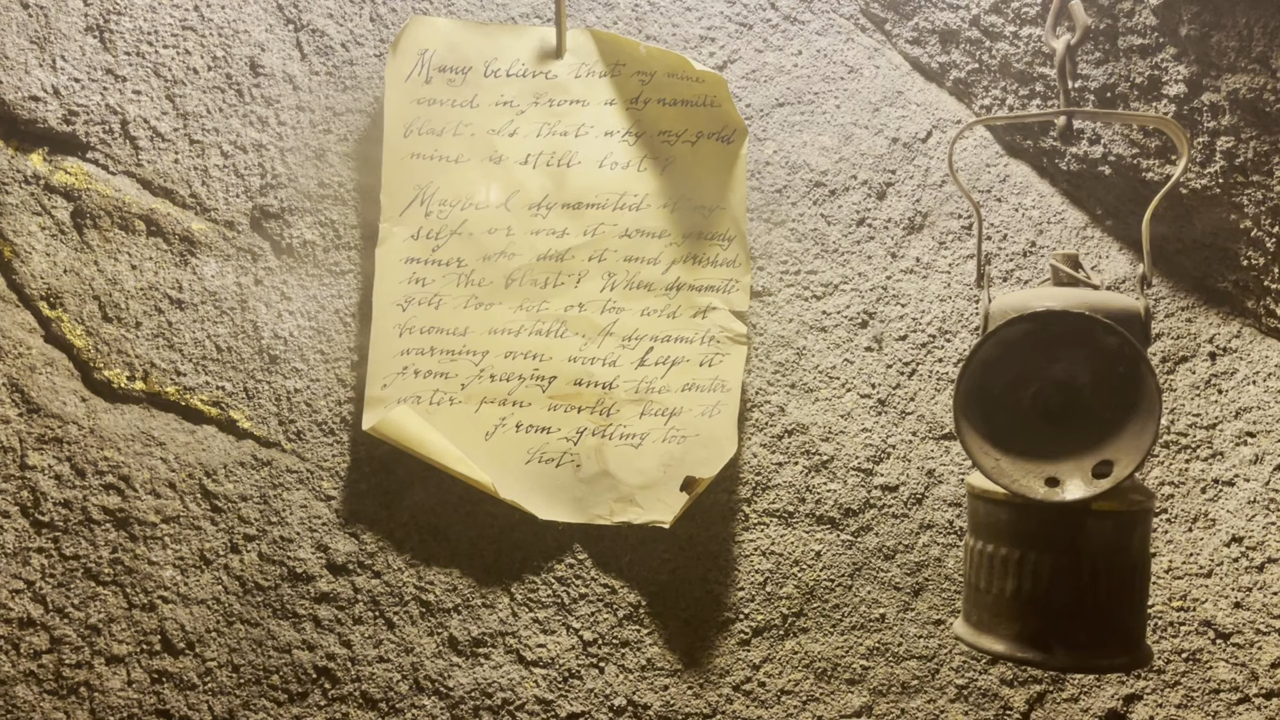 Many believe that my mine
caved in from a dynamite
blast. Is that why my gold
mine is still lost?
Maybe I dynamited it my-
self. or was it some greedy
miner who did it and perished
in the blast? When dynamite
gets too hot or too cold it
becomes unstable. A dynamite-
warming oven would keep it
from freezing and the center
water pan would keep it
from getting too
hot.